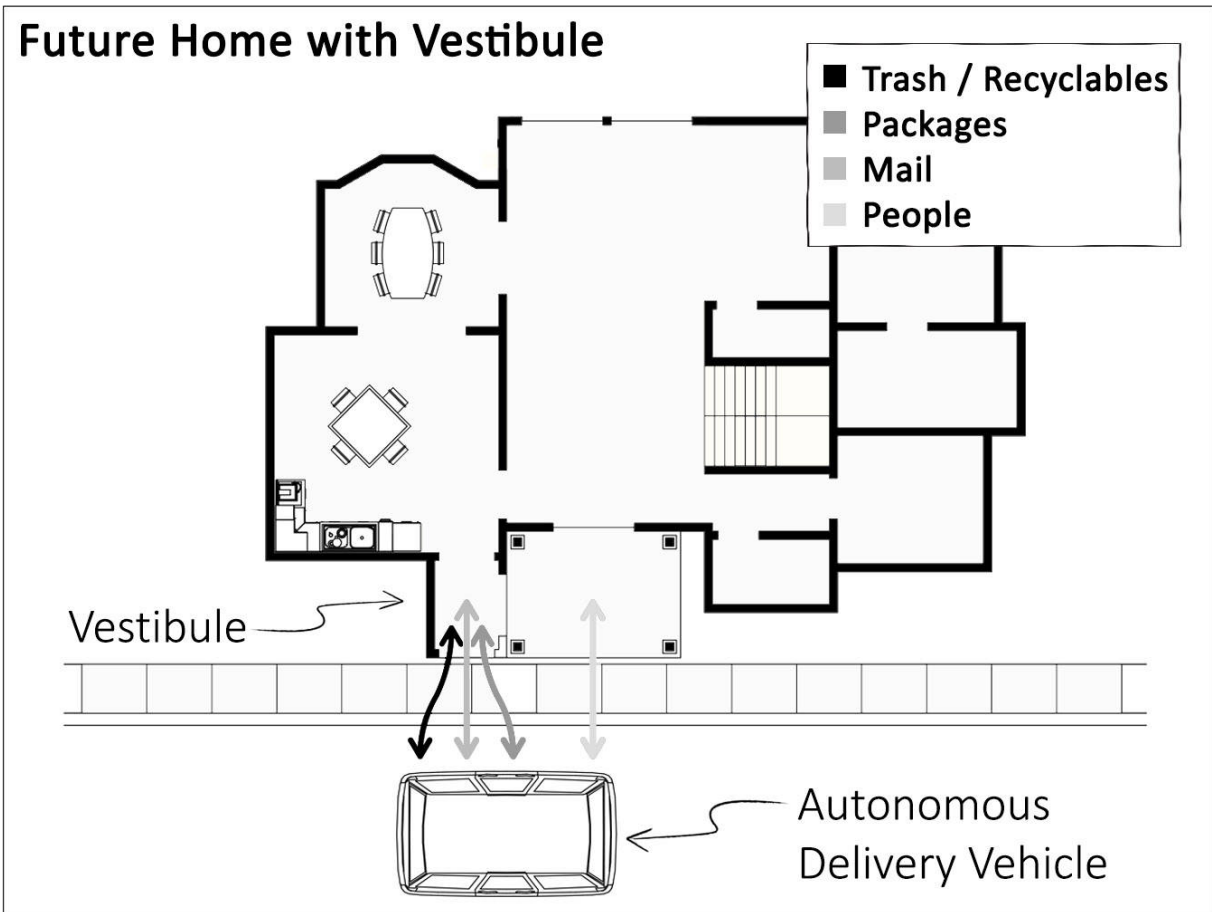 Future Home with Vestibule
Trash / Recyclables
Packages
Mail
People
Vestibule
Autonomous
Delivery Vehicle